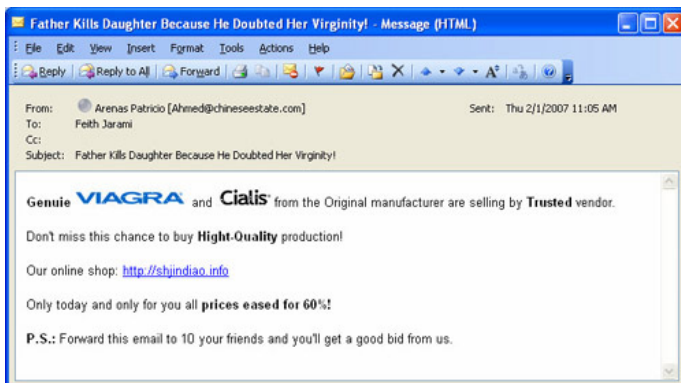 Father Kills Daughter Because He Doubted Her Virginity! - Message (HTML)
File Edit View Insert Format Tools Actions Help
Reply Reply to All Forward
From: Arenas Patricio [Ahmed@chineseestate.com] Sent: Thu 2/1/2007 11:05 AM
To: Feith Jarami
Cc:
Subject: Father Kills Daughter Because He Doubted Her Virginity!
Genuie VIAGRA and Cialis from the Original manufacturer are selling by Trusted vendor.
Don't miss this chance to buy Hight-Quality production!
Our online shop: http://shjindiao.info
Only today and only for you all prices eased for 60%!
P.S.: Forward this email to 10 your friends and you'll get a good bid from us.